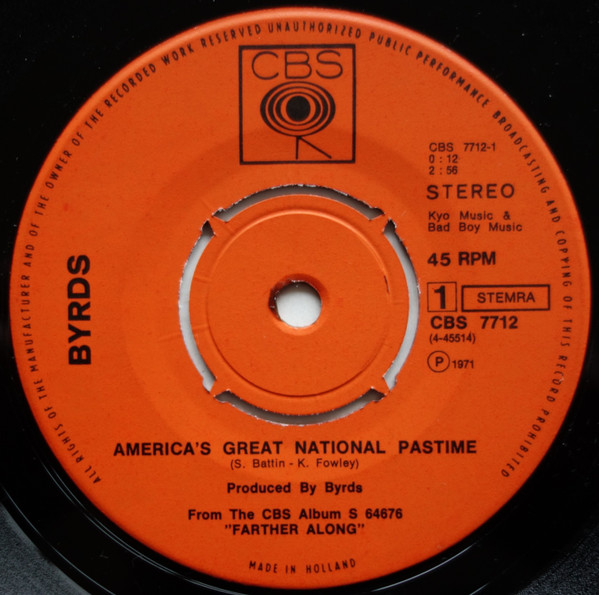 ALL RIGHTS OF THE MANUFACTURER AND OF THE OWNER OF THE RECORDED WORK RESERVED UNAUTHORIZED PUBLIC PERFORMANCE BROADCASTING AND COPYING OF THIS RECORD PROHIBITED
CBS
CBS 7712-1
0 : 12
2 : 56
STEREO
Kyo Music &
Bad Boy Music
45 RPM
1 STEMRA
CBS 7712
(4-45514)
P 1971
BYRDS
AMERICA'S GREAT NATIONAL PASTIME
(S. Battin - K. Fowley)
Produced By Byrds
From The CBS Album S 64676
"FARTHER ALONG"
MADE IN HOLLAND